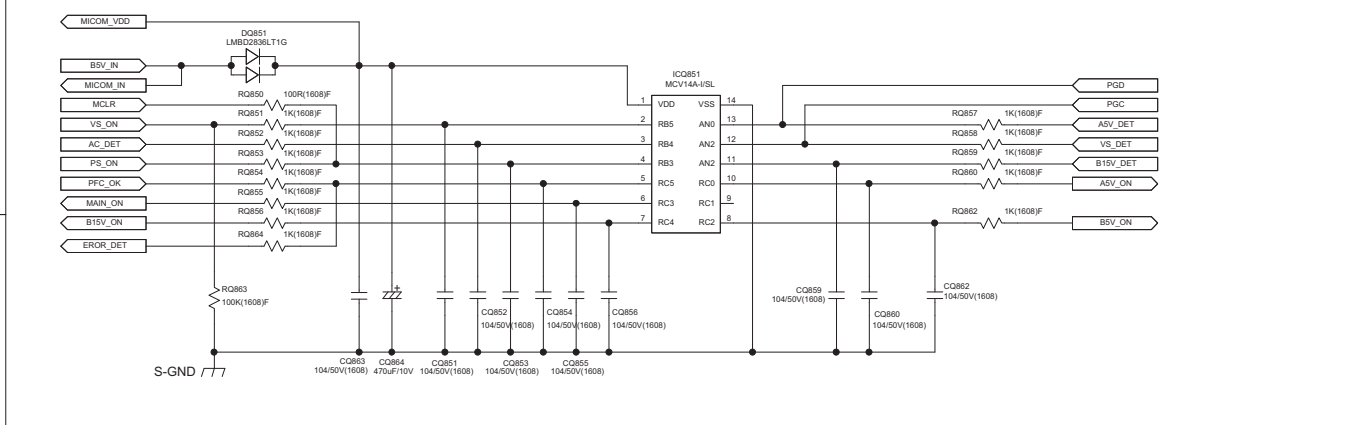 MICOM_VDD
DQ851
LMBD2836LT1G
B5V_IN
MICOM_IN
MCLR
VS_ON
AC_DET
PS_ON
PFC_OK
MAIN_ON
B15V_ON
EROR_DET
RQ850 100R(1608)F
RQ851 1K(1608)F
RQ852 1K(1608)F
RQ853 1K(1608)F
RQ854 1K(1608)F
RQ855 1K(1608)F
RQ856 1K(1608)F
RQ864 1K(1608)F
ICQ851
MCV14A-I/SL
1 VDD VSS 14
2 RB5 AN0 13
3 RB4 AN2 12
4 RB3 AN2 11
5 RC5 RC0 10
6 RC3 RC1 9
7 RC4 RC2 8
RQ857 1K(1608)F
RQ858 1K(1608)F
RQ859 1K(1608)F
RQ860 1K(1608)F
RQ862 1K(1608)F
PGD
PGC
A5V_DET
VS_DET
B15V_DET
A5V_ON
B5V_ON
RQ863
100K(1608)F
+
CQ852
104/50V(1608)
CQ854
104/50V(1608)
CQ856
104/50V(1608)
CQ859
104/50V(1608)
CQ860
104/50V(1608)
CQ862
104/50V(1608)
S-GND
CQ863
104/50V(1608)
CQ864
470uF/10V
CQ851
104/50V(1608)
CQ853
104/50V(1608)
CQ855
104/50V(1608)